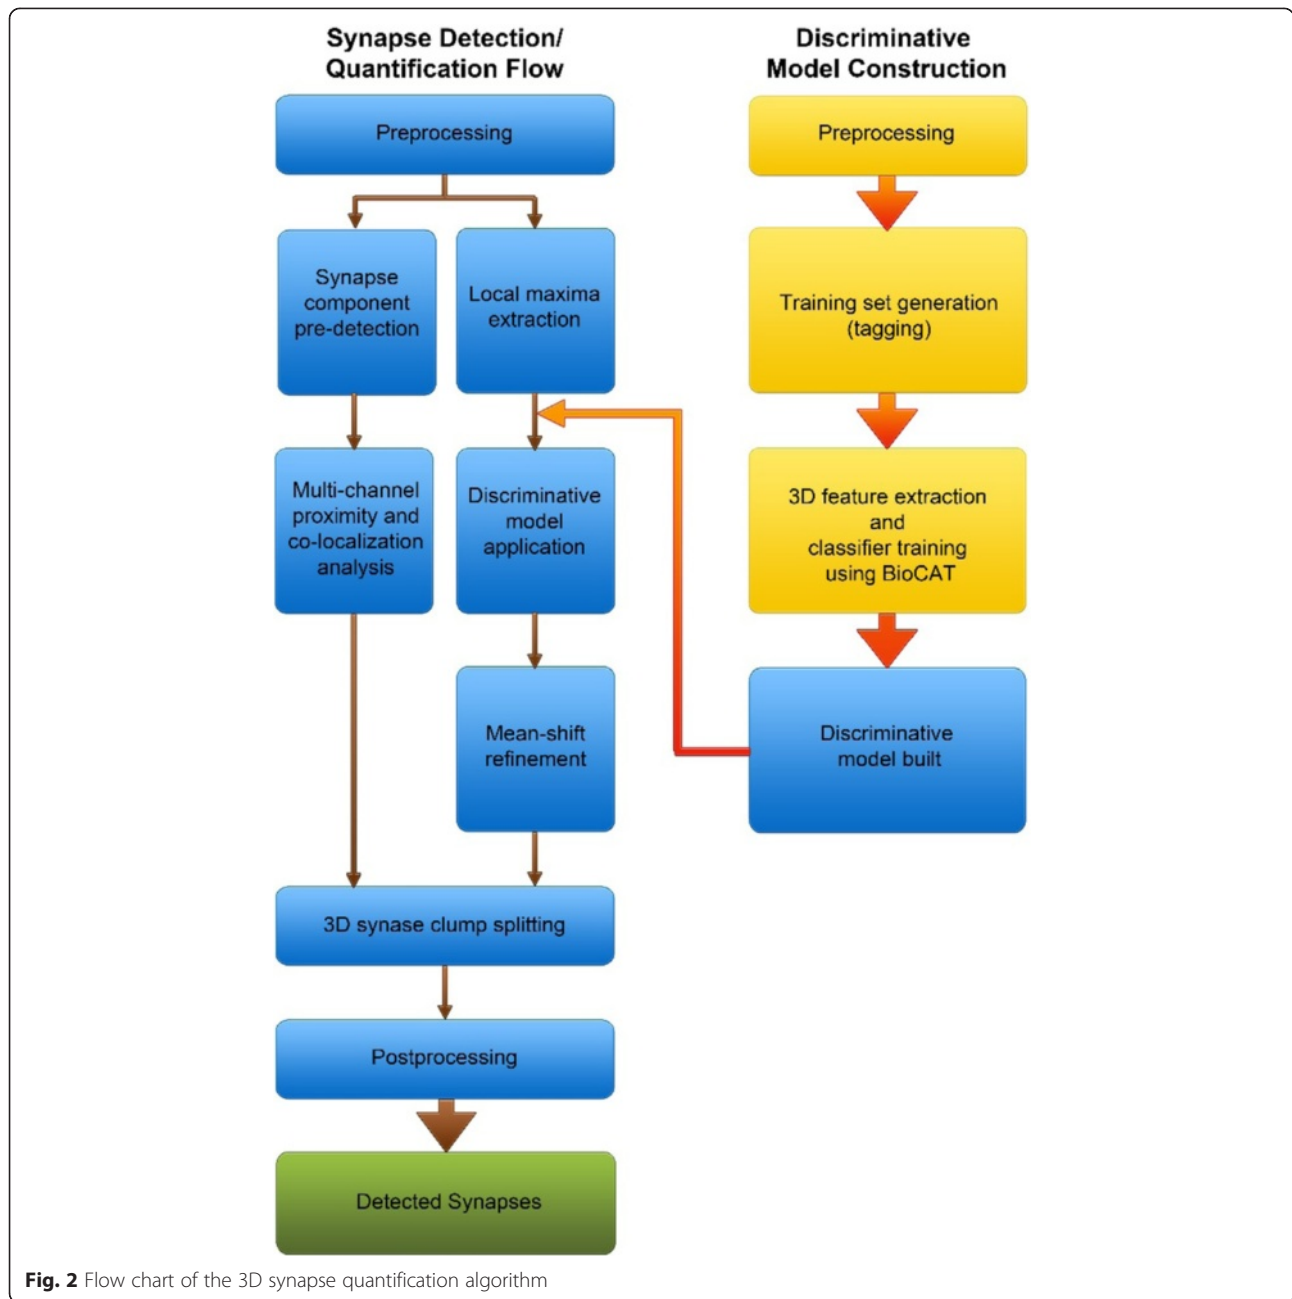 Synapse Detection/
Quantification Flow
Preprocessing
Synapse
component
pre-detection
Local maxima
extraction
Multi-channel
proximity and
co-localization
analysis
Discriminative
model
application
Mean-shift
refinement
3D synase clump splitting
Postprocessing
Detected Synapses
Discriminative
Model Construction
Preprocessing
Training set generation
(tagging)
3D feature extraction
and
classifier training
using BioCAT
Discriminative
model built
Fig. 2 Flow chart of the 3D synapse quantification algorithm